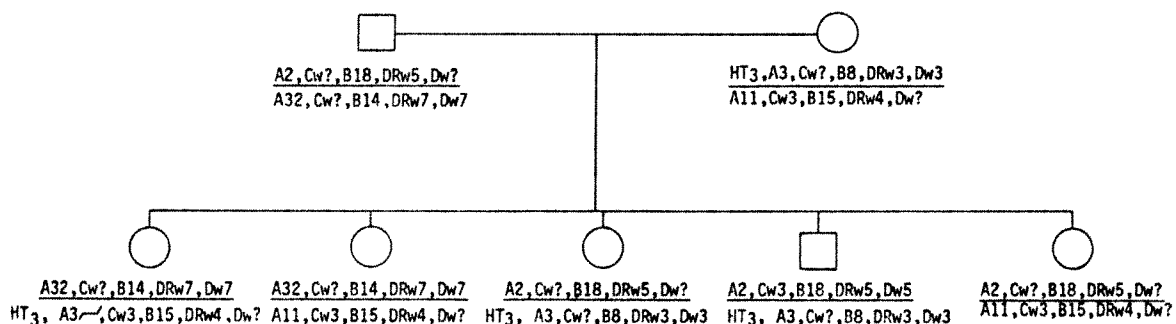 A2,Cw?,B18,DRw5,Dw?
A32,Cw?,B14,DRw7,Dw7
HT3,A3,Cw?,B8,DRw3,Dw3
A11,Cw3,B15,DRw4,Dw?
A32,Cw?,B14,DRw7,Dw7
HT3, A3~,Cw3,B15,DRw4,Dw?
A32,Cw?,B14,DRw7,Dw7
A11,Cw3,B15,DRw4,Dw?
A2,Cw?,B18,DRw5,Dw?
HT3, A3,Cw?,B8,DRw3,Dw3
A2,Cw3,B18,DRw5,Dw5
HT3, A3,Cw?,B8,DRw3,Dw3
A2,Cw?,B18,DRw5,Dw?
A11,Cw3,B15,DRw4,Dw?